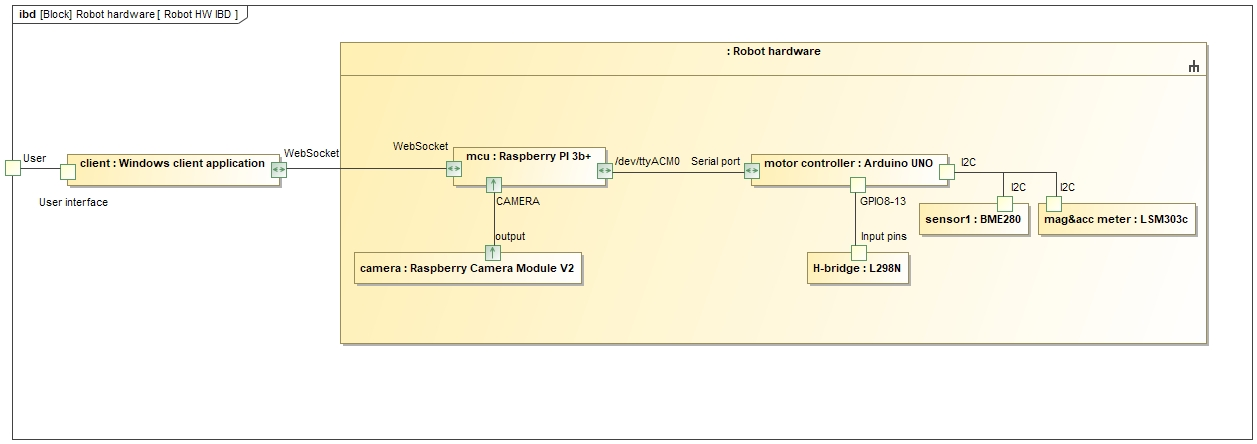 ibd [Block] Robot hardware [ Robot HW IBD ]
: Robot hardware
User
client : Windows client application
User interface
WebSocket
WebSocket
mcu : Raspberry PI 3b+
/dev/ttyACM0
Serial port
motor controller : Arduino UNO
I2C
I2C
I2C
CAMERA
output
camera : Raspberry Camera Module V2
GPIO8-13
Input pins
H-bridge : L298N
sensor1 : BME280
mag&acc meter : LSM303c